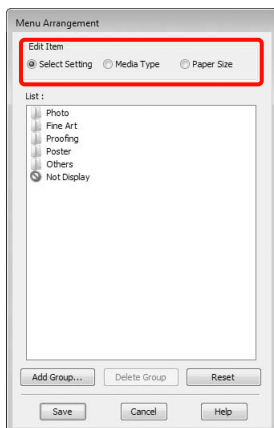 Menu Arrangement
Edit Item
Select Setting Media Type Paper Size
List :
Photo
Fine Art
Proofing
Poster
Others
Not Display
Add Group... Delete Group Reset
Save Cancel Help